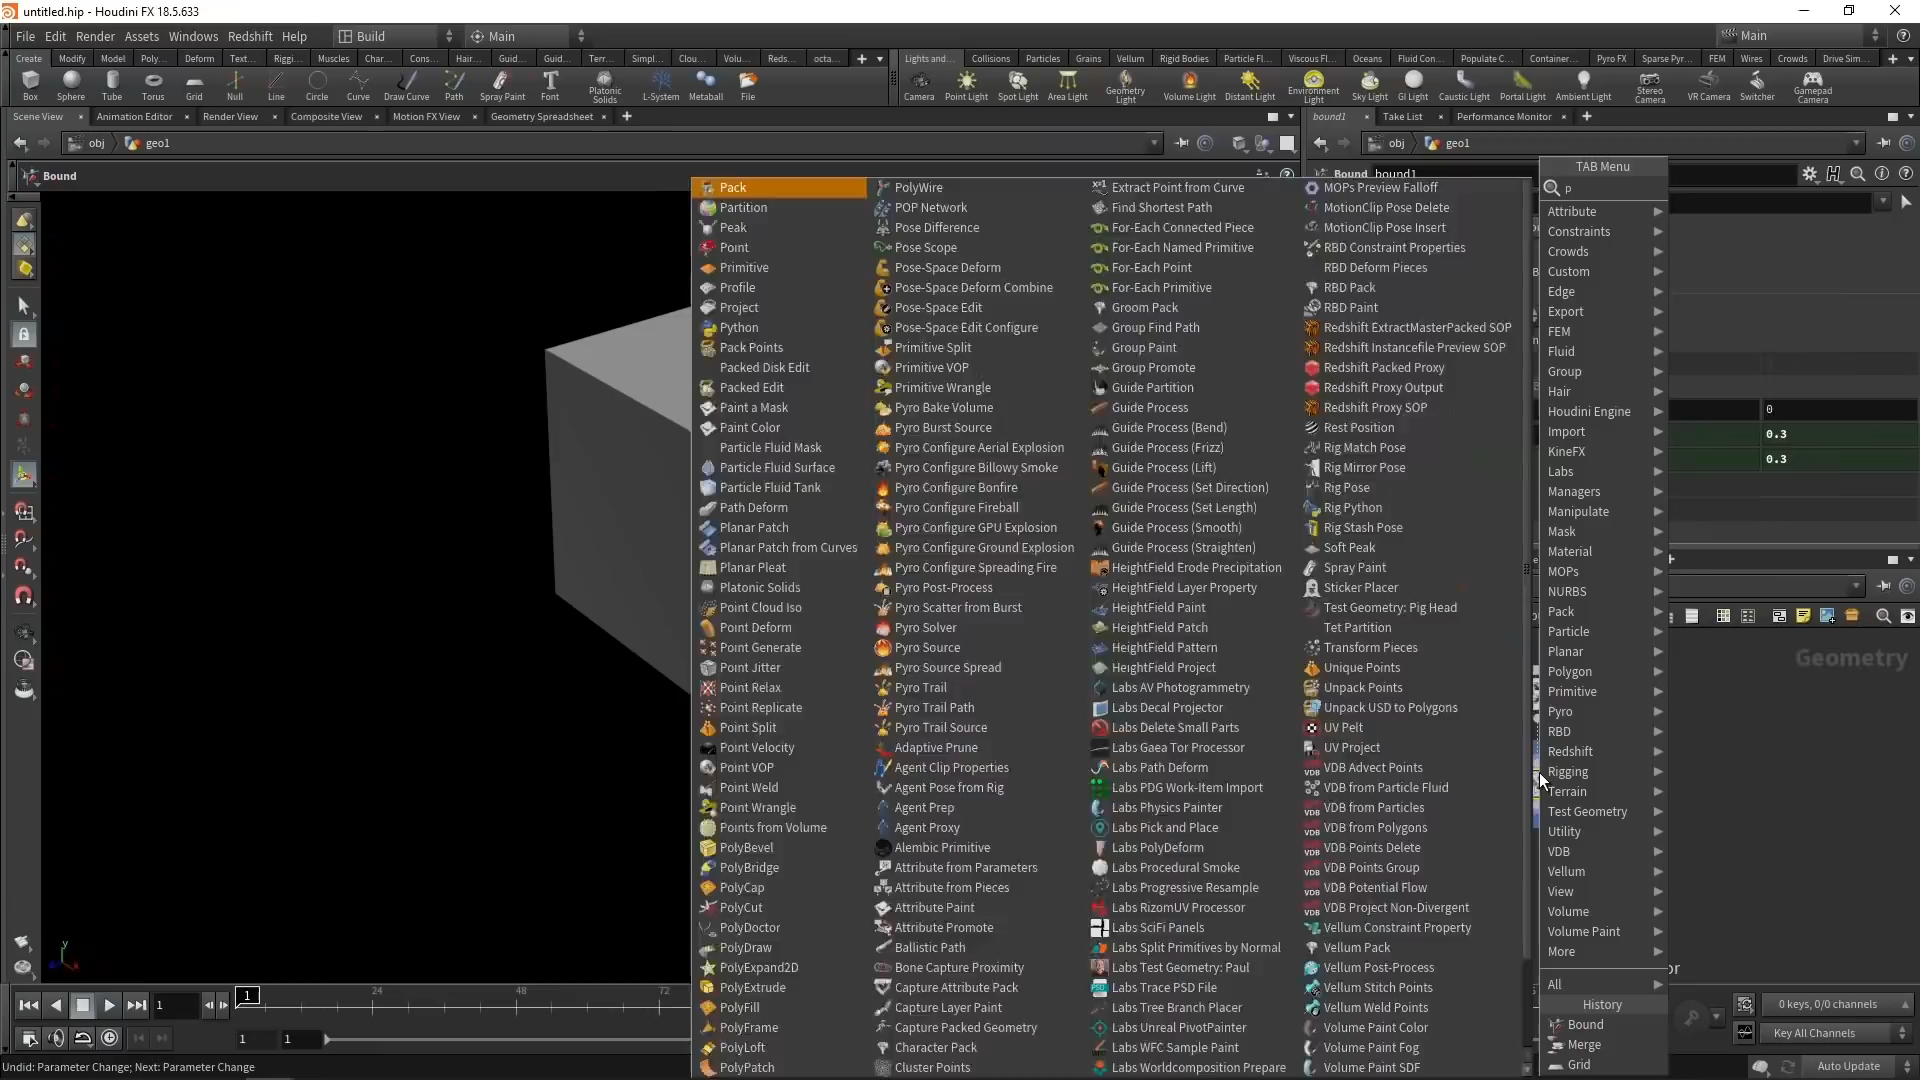 untitled.hip - Houdini FX 18.5.633
File Edit Render Assets Windows Redshift Help Build Main Main
Create Modify Model Poly... Deform Text... Riggi... Muscles Char... Cons... Hair... Guid... Guid... Terr... Simpl... Clou... Volu... Reds... octa...
Lights and... Collisions Particles Grains Vellum Rigid Bodies Particle Fl... Viscous Fl... Oceans Fluid Con... Populate C... Container... Pyro FX Sparse Pyr... FEM Wires Crowds Drive Sim...
Box Sphere Tube Torus Grid Null Line Circle Curve Draw Curve Path Spray Paint Font Platonic Solids L-System Metaball File
Camera Point Light Spot Light Area Light Geometry Light Volume Light Distant Light Environment Light Sky Light GI Light Caustic Light Portal Light Ambient Light Stereo Camera VR Camera Switcher Gamepad Camera
Scene View Animation Editor Render View Composite View Motion FX View Geometry Spreadsheet
bound1 Take List Performance Monitor
obj geo1
obj geo1
Bound
Bound bound1
Pack
Partition
Peak
Point
Primitive
Profile
Project
Python
Pack Points
Packed Disk Edit
Packed Edit
Paint a Mask
Paint Color
Particle Fluid Mask
Particle Fluid Surface
Particle Fluid Tank
Path Deform
Planar Patch
Planar Patch from Curves
Planar Pleat
Platonic Solids
Point Cloud Iso
Point Deform
Point Generate
Point Jitter
Point Relax
Point Replicate
Point Split
Point Velocity
Point VOP
Point Weld
Point Wrangle
Points from Volume
PolyBevel
PolyBridge
PolyCap
PolyCut
PolyDoctor
PolyDraw
PolyExpand2D
PolyExtrude
PolyFill
PolyFrame
PolyLoft
PolyPatch
PolyWire
POP Network
Pose Difference
Pose Scope
Pose-Space Deform
Pose-Space Deform Combine
Pose-Space Edit
Pose-Space Edit Configure
Primitive Split
Primitive VOP
Primitive Wrangle
Pyro Bake Volume
Pyro Burst Source
Pyro Configure Aerial Explosion
Pyro Configure Billowy Smoke
Pyro Configure Bonfire
Pyro Configure Fireball
Pyro Configure GPU Explosion
Pyro Configure Ground Explosion
Pyro Configure Spreading Fire
Pyro Post-Process
Pyro Scatter from Burst
Pyro Solver
Pyro Source
Pyro Source Spread
Pyro Trail
Pyro Trail Path
Pyro Trail Source
Adaptive Prune
Agent Clip Properties
Agent Pose from Rig
Agent Prep
Agent Proxy
Alembic Primitive
Attribute from Parameters
Attribute from Pieces
Attribute Paint
Attribute Promote
Ballistic Path
Bone Capture Proximity
Capture Attribute Pack
Capture Layer Paint
Capture Packed Geometry
Character Pack
Cluster Points
Extract Point from Curve
Find Shortest Path
For-Each Connected Piece
For-Each Named Primitive
For-Each Point
For-Each Primitive
Groom Pack
Group Find Path
Group Paint
Group Promote
Guide Partition
Guide Process
Guide Process (Bend)
Guide Process (Frizz)
Guide Process (Lift)
Guide Process (Set Direction)
Guide Process (Set Length)
Guide Process (Smooth)
Guide Process (Straighten)
HeightField Erode Precipitation
HeightField Layer Property
HeightField Paint
HeightField Patch
HeightField Pattern
HeightField Project
Labs AV Photogrammetry
Labs Decal Projector
Labs Delete Small Parts
Labs Gaea Tor Processor
Labs Path Deform
Labs PDG Work-Item Import
Labs Physics Painter
Labs Pick and Place
Labs PolyDeform
Labs Procedural Smoke
Labs Progressive Resample
Labs RizomUV Processor
Labs SciFi Panels
Labs Split Primitives by Normal
Labs Test Geometry: Paul
Labs Trace PSD File
Labs Tree Branch Placer
Labs Unreal PivotPainter
Labs WFC Sample Paint
Labs Worldcomposition Prepare
MOPs Preview Falloff
MotionClip Pose Delete
MotionClip Pose Insert
RBD Constraint Properties
RBD Deform Pieces
RBD Pack
RBD Paint
Redshift ExtractMasterPacked SOP
Redshift Instancefile Preview SOP
Redshift Packed Proxy
Redshift Proxy Output
Redshift Proxy SOP
Rest Position
Rig Match Pose
Rig Mirror Pose
Rig Pose
Rig Python
Rig Stash Pose
Soft Peak
Spray Paint
Sticker Placer
Test Geometry: Pig Head
Tet Partition
Transform Pieces
Unique Points
Unpack Points
Unpack USD to Polygons
UV Pelt
UV Project
VDB Advect Points
VDB from Particle Fluid
VDB from Particles
VDB from Polygons
VDB Points Delete
VDB Points Group
VDB Potential Flow
VDB Project Non-Divergent
Vellum Constraint Property
Vellum Pack
Vellum Post-Process
Vellum Stitch Points
Vellum Weld Points
Volume Paint Color
Volume Paint Fog
Volume Paint SDF
TAB Menu
p
Attribute
Constraints
Crowds
Custom
Edge
Export
FEM
Fluid
Group
Hair
Houdini Engine
Import
KineFX
Labs
Managers
Manipulate
Mask
Material
MOPs
NURBS
Pack
Particle
Planar
Polygon
Primitive
Pyro
RBD
Redshift
Rigging
Terrain
Test Geometry
Utility
VDB
Vellum
View
Volume
Volume Paint
More
All
History
Bound
Merge
Grid
0
0.3
0.3
Geometry
or
y
1 1 24 48 72
1 1
0 keys, 0/0 channels
Key All Channels
Undo: Parameter Change; Next: Parameter Change
Auto Update